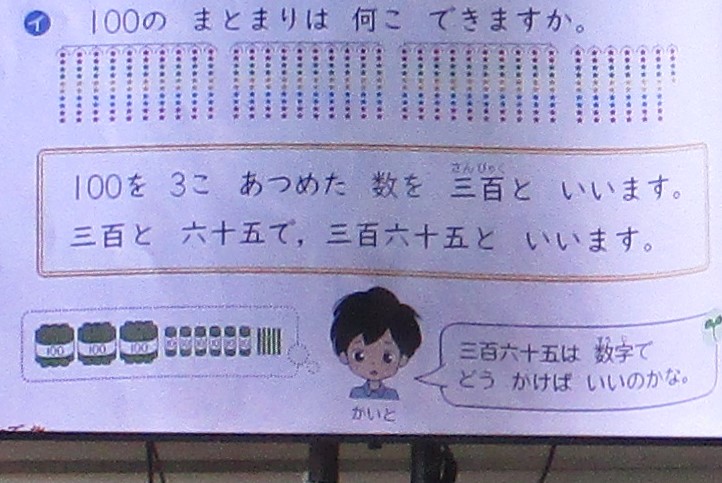 イ 100の まとまりは 何こ できますか。
さんびゃく
100を 3こ あつめた 数を 三百と いいます。
三百と 六十五で, 三百六十五と いいます。
100 100 100
すうじ
三百六十五は 数字で
どう かけば いいのかな。
かいと